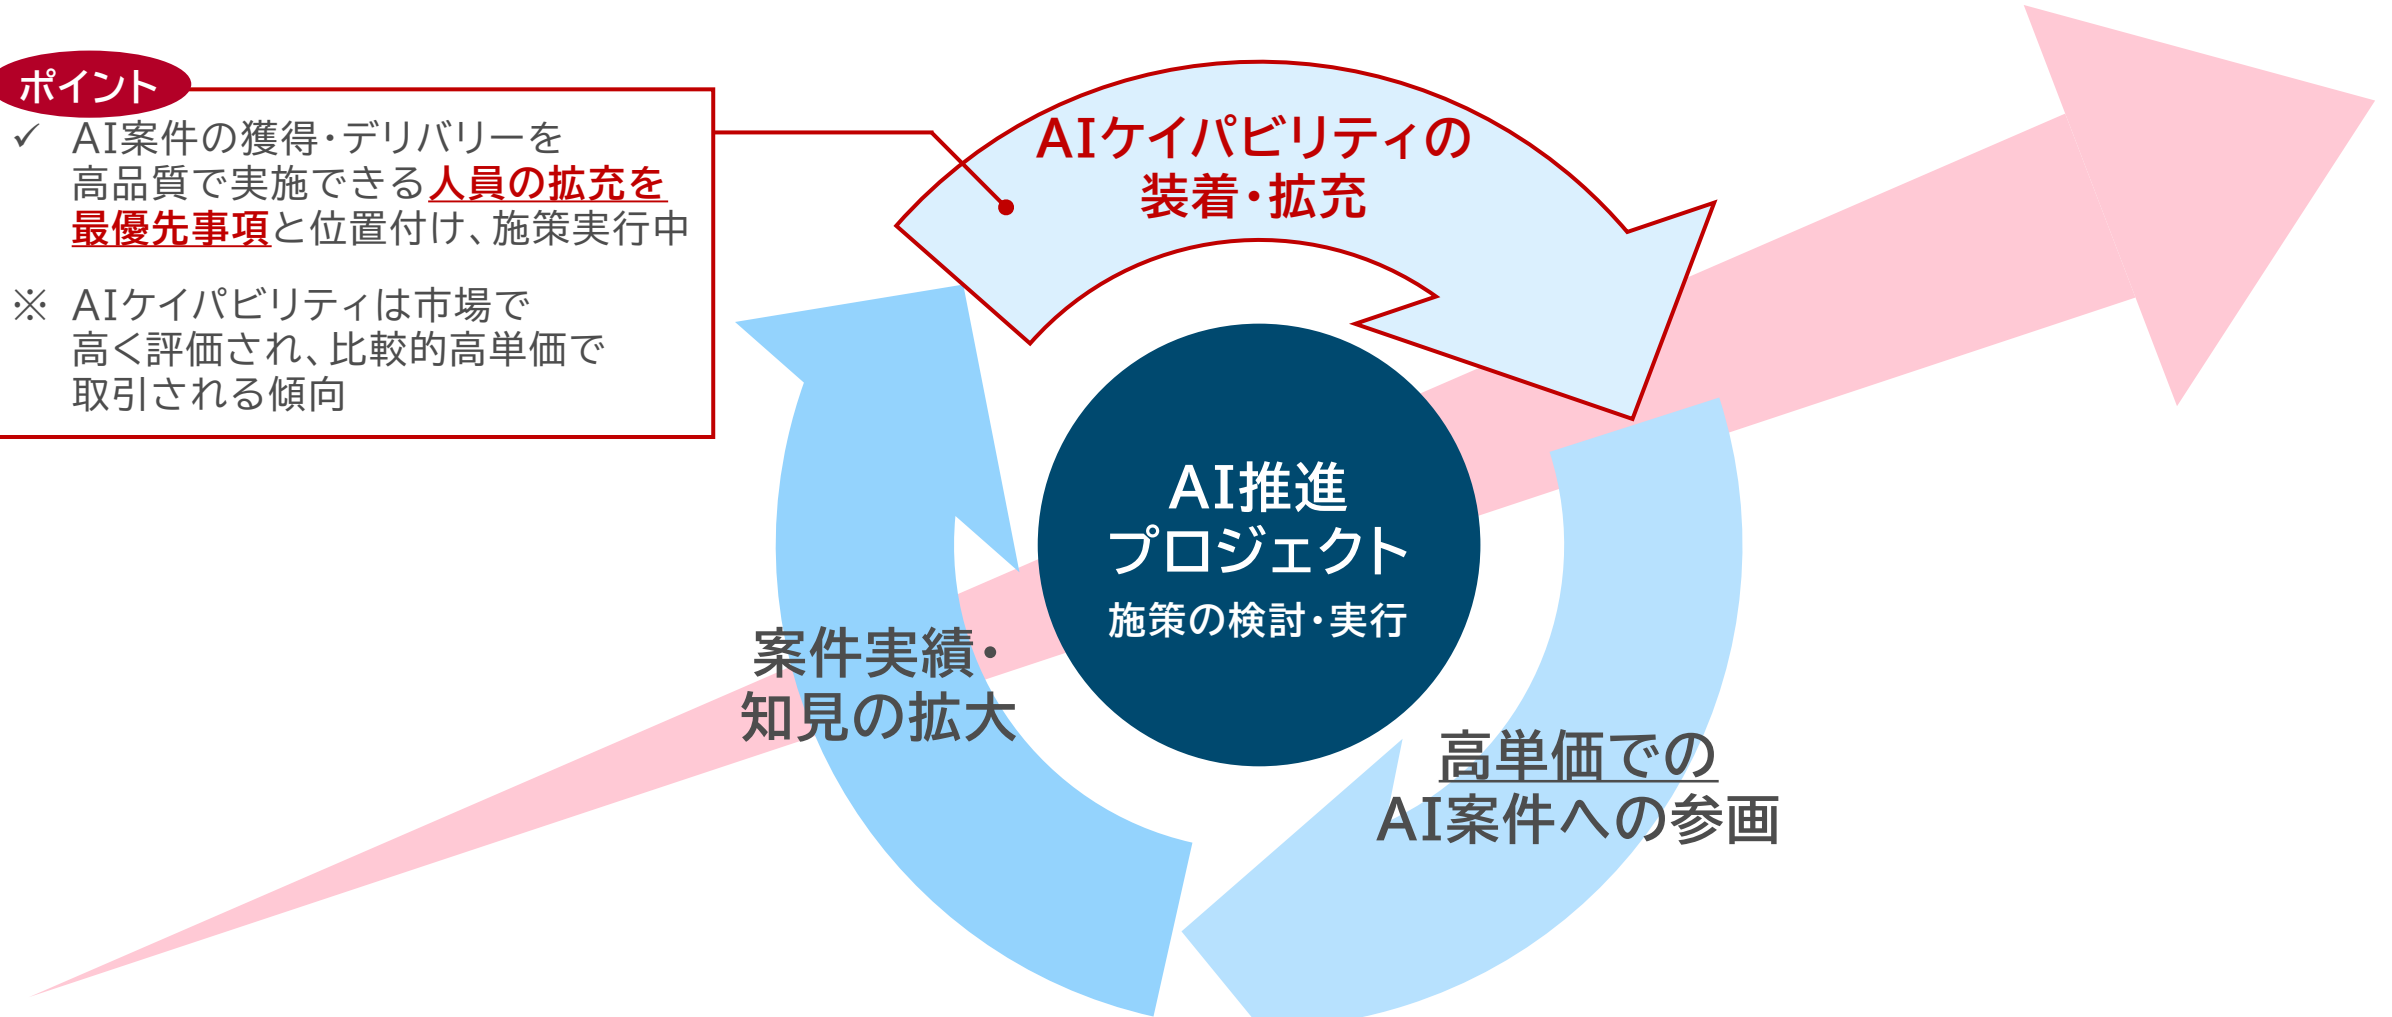 ポイント
✓ AI案件の獲得・デリバリーを
高品質で実施できる人員の拡充を
最優先事項と位置付け、施策実行中
※ AIケイパビリティは市場で
高く評価され、比較的高単価で
取引される傾向
AIケイパビリティの
装着・拡充
AI推進
プロジェクト
施策の検討・実行
案件実績・
知見の拡大
高単価での
AI案件への参画